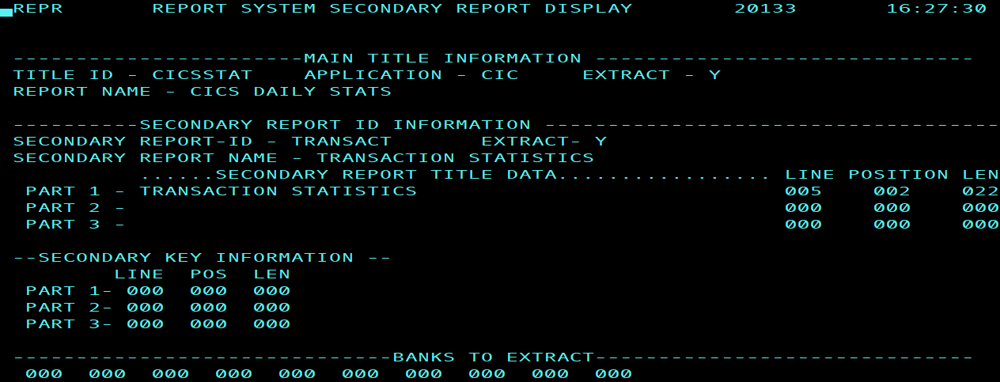 REPR       REPORT SYSTEM SECONDARY REPORT DISPLAY        20133       16:27:30
-----------------------MAIN TITLE INFORMATION ------------------------------
TITLE ID - CICSSTAT    APPLICATION - CIC     EXTRACT - Y
REPORT NAME - CICS DAILY STATS
----------SECONDARY REPORT ID INFORMATION ------------------------------------
SECONDARY REPORT-ID - TRANSACT       EXTRACT- Y
SECONDARY REPORT NAME - TRANSACTION STATISTICS
......SECONDARY REPORT TITLE DATA................. LINE POSITION LEN
PART 1 - TRANSACTION STATISTICS                             005    002    022
PART 2 -                                                    000    000    000
PART 3 -                                                    000    000    000
--SECONDARY KEY INFORMATION --
LINE  POS  LEN
PART 1- 000  000  000
PART 2- 000  000  000
PART 3- 000  000  000
------------------------------BANKS TO EXTRACT------------------------------
000  000  000  000  000  000  000  000  000  000